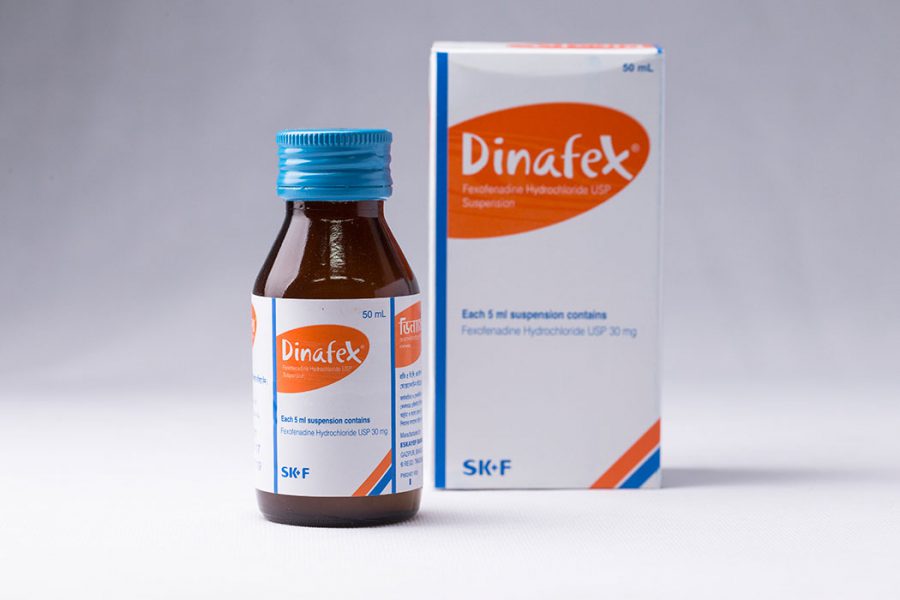 50 mL
Dinafex®
Fexofenadine Hydrochloride USP
Suspension
Each 5 ml suspension contains
Fexofenadine Hydrochloride USP 30 mg
SK+F
50 mL
Dinafex®
Fexofenadine Hydrochloride USP
Suspension
Each 5 ml suspension contains
Fexofenadine Hydrochloride USP 30 mg
SK+F